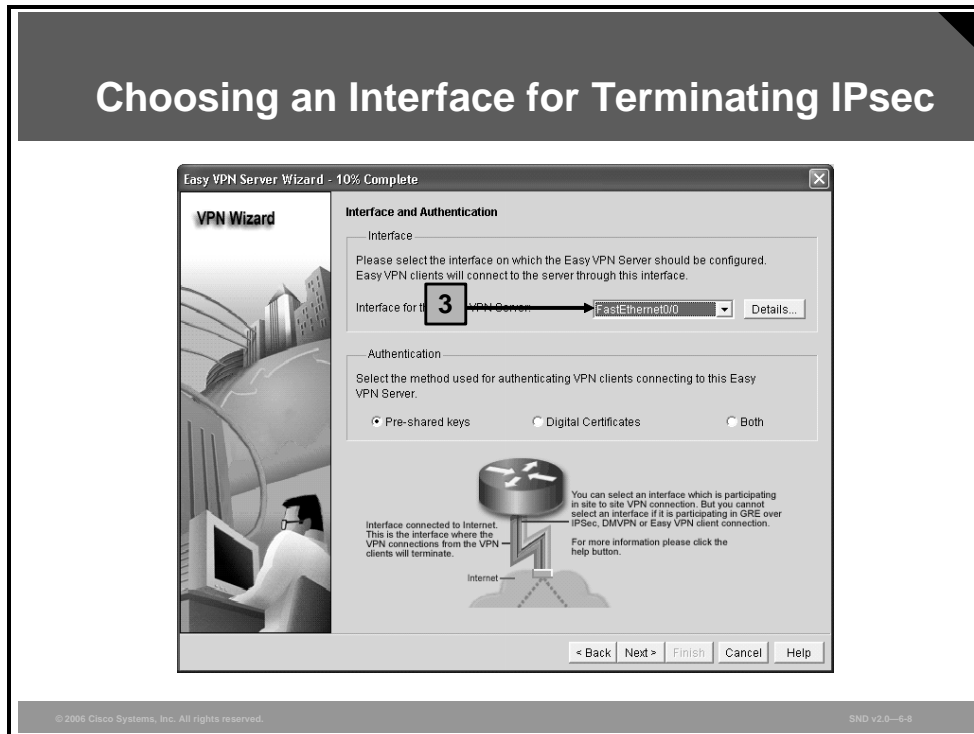 Choosing an Interface for Terminating IPsec
Easy VPN Server Wizard - 10% Complete
VPN Wizard
Interface and Authentication
Interface
Please select the interface on which the Easy VPN Server should be configured.
Easy VPN clients will connect to the server through this interface.
Interface for
3
VPN Server:
FastEthernet0/0
Details...
Authentication
Select the method used for authenticating VPN clients connecting to this Easy
VPN Server.
Pre-shared keys
Digital Certificates
Both
Interface connected to Internet.
This is the interface where the
VPN connections from the VPN
clients will terminate.
You can select an interface which is participating
in site to site VPN connection. But you cannot
select an interface if it is participating in GRE over
IPSec, DMVPN or Easy VPN client connection.
For more information please click the
help button.
Internet
< Back
Next >
Finish
Cancel
Help
© 2006 Cisco Systems, Inc. All rights reserved.
SND v2.0—6-8